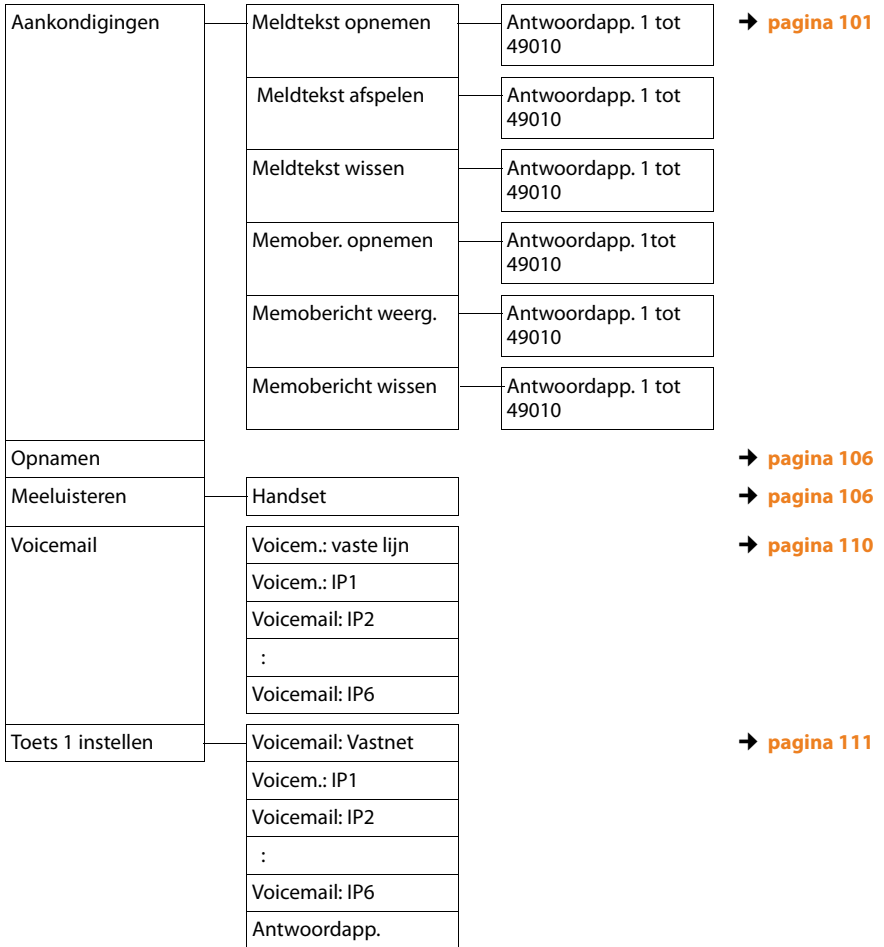 Aankondigingen Meldtekst opnemen Antwoordapp. 1 tot ➔ pagina 101
49010
Meldtekst afspelen Antwoordapp. 1 tot
49010
Meldtekst wissen Antwoordapp. 1 tot
49010
Memober. opnemen Antwoordapp. 1tot
49010
Memobericht weerg. Antwoordapp. 1 tot
49010
Memobericht wissen Antwoordapp. 1 tot
49010
Opnamen ➔ pagina 106
Meeluisteren Handset ➔ pagina 106
Voicemail Voicem.: vaste lijn ➔ pagina 110
Voicem.: IP1
Voicemail: IP2
:
Voicemail: IP6
Toets 1 instellen Voicemail: Vastnet ➔ pagina 111
Voicem.: IP1
Voicemail: IP2
:
Voicemail: IP6
Antwoordapp.